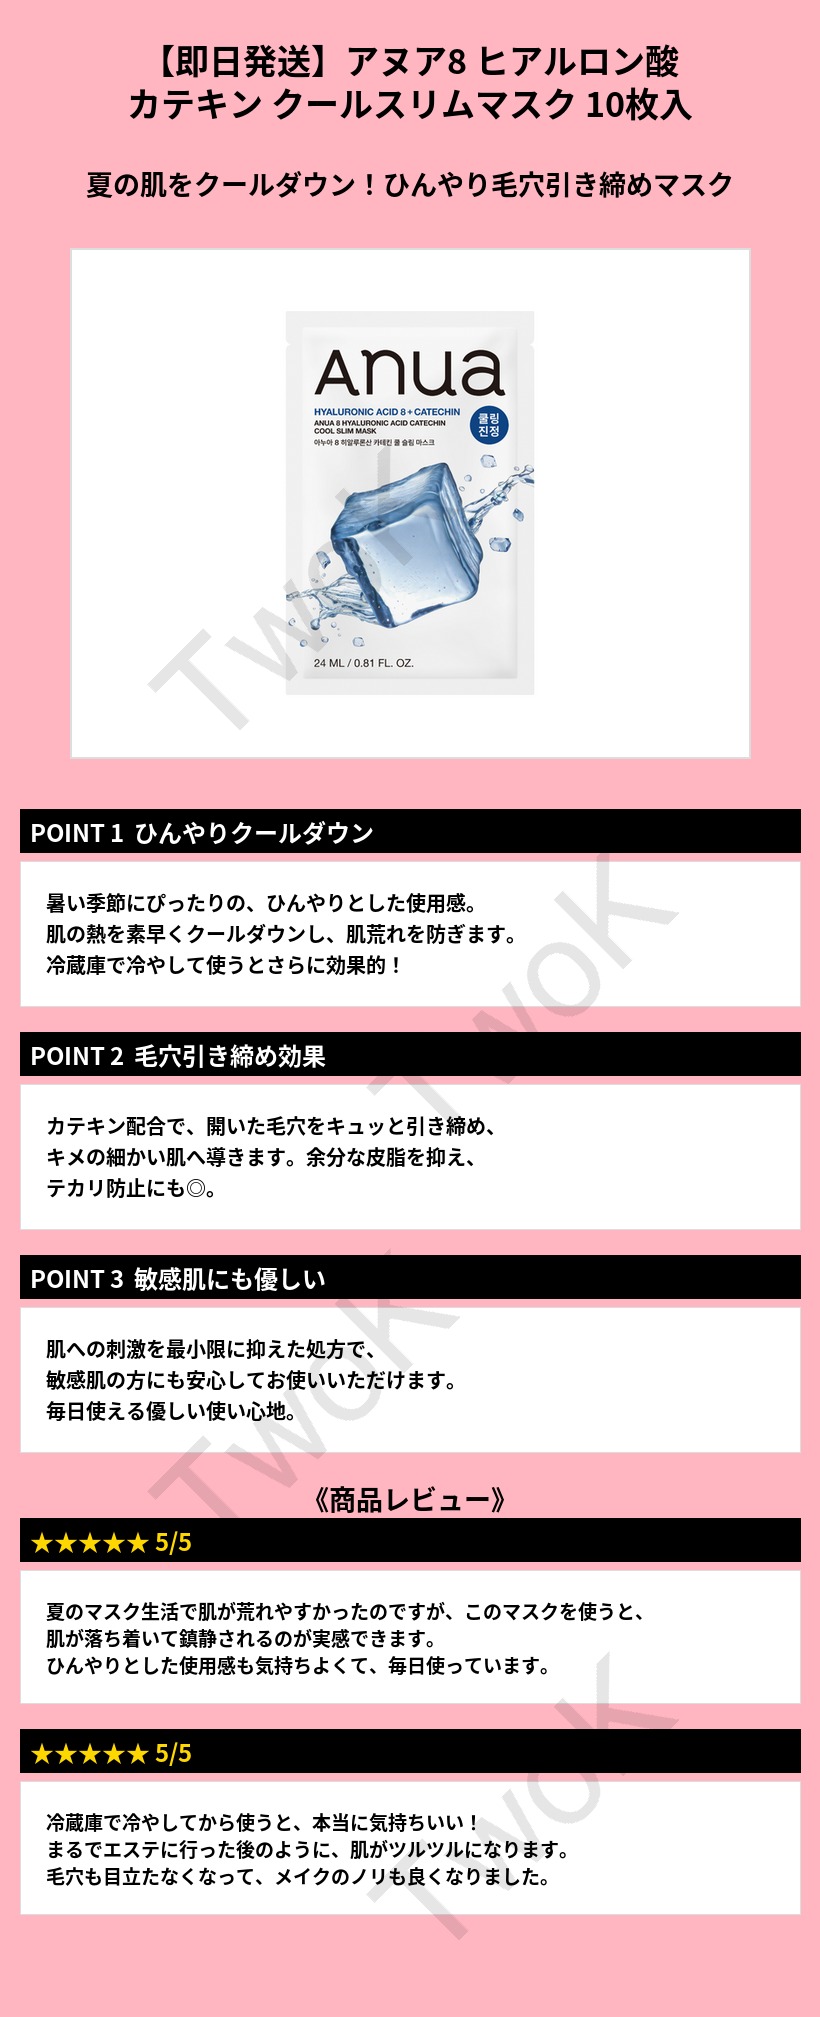 【即日発送】アヌア8 ヒアルロン酸
カテキン クールスリムマスク 10枚入
夏の肌をクールダウン！ひんやり毛穴引き締めマスク
Anua
HYALURONIC ACID 8 + CATECHIN
ANUA 8 HYALURONIC ACID CATECHIN
COOL SLIM MASK
아누아 8 히알루론산 카테킨 쿨 슬림 마스크
쿨링
진정
24 ML / 0.81 FL. OZ.
TwoK
POINT 1 ひんやりクールダウン
暑い季節にぴったりの、ひんやりとした使用感。
肌の熱を素早くクールダウンし、肌荒れを防ぎます。
冷蔵庫で冷やして使うとさらに効果的！
TwoK
POINT 2 毛穴引き締め効果
カテキン配合で、開いた毛穴をキュッと引き締め、
キメの細かい肌へ導きます。余分な皮脂を抑え、
テカリ防止にも◎。
POINT 3 敏感肌にも優しい
肌への刺激を最小限に抑えた処方で、
敏感肌の方にも安心してお使いいただけます。
毎日使える優しい使い心地。
TwoK
《商品レビュー》
★★★★★ 5/5
夏のマスク生活で肌が荒れやすかったのですが、このマスクを使うと、
肌が落ち着いて鎮静されるのが実感できます。
ひんやりとした使用感も気持ちよくて、毎日使っています。
★★★★★ 5/5
冷蔵庫で冷やしてから使うと、本当に気持ちいい！
まるでエステに行った後のように、肌がツルツルになります。
毛穴も目立たなくなって、メイクのノリも良くなりました。
TwoK